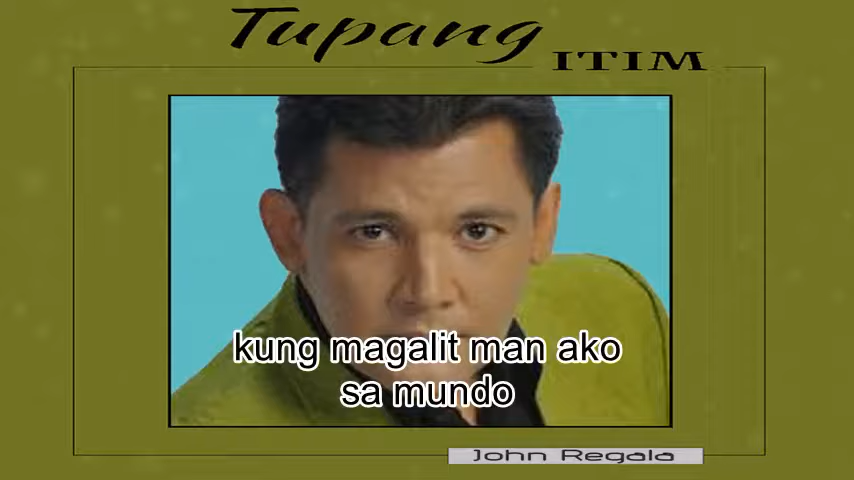 Tupang
ITIM
kung magalit man ako
sa mundo
John Regala